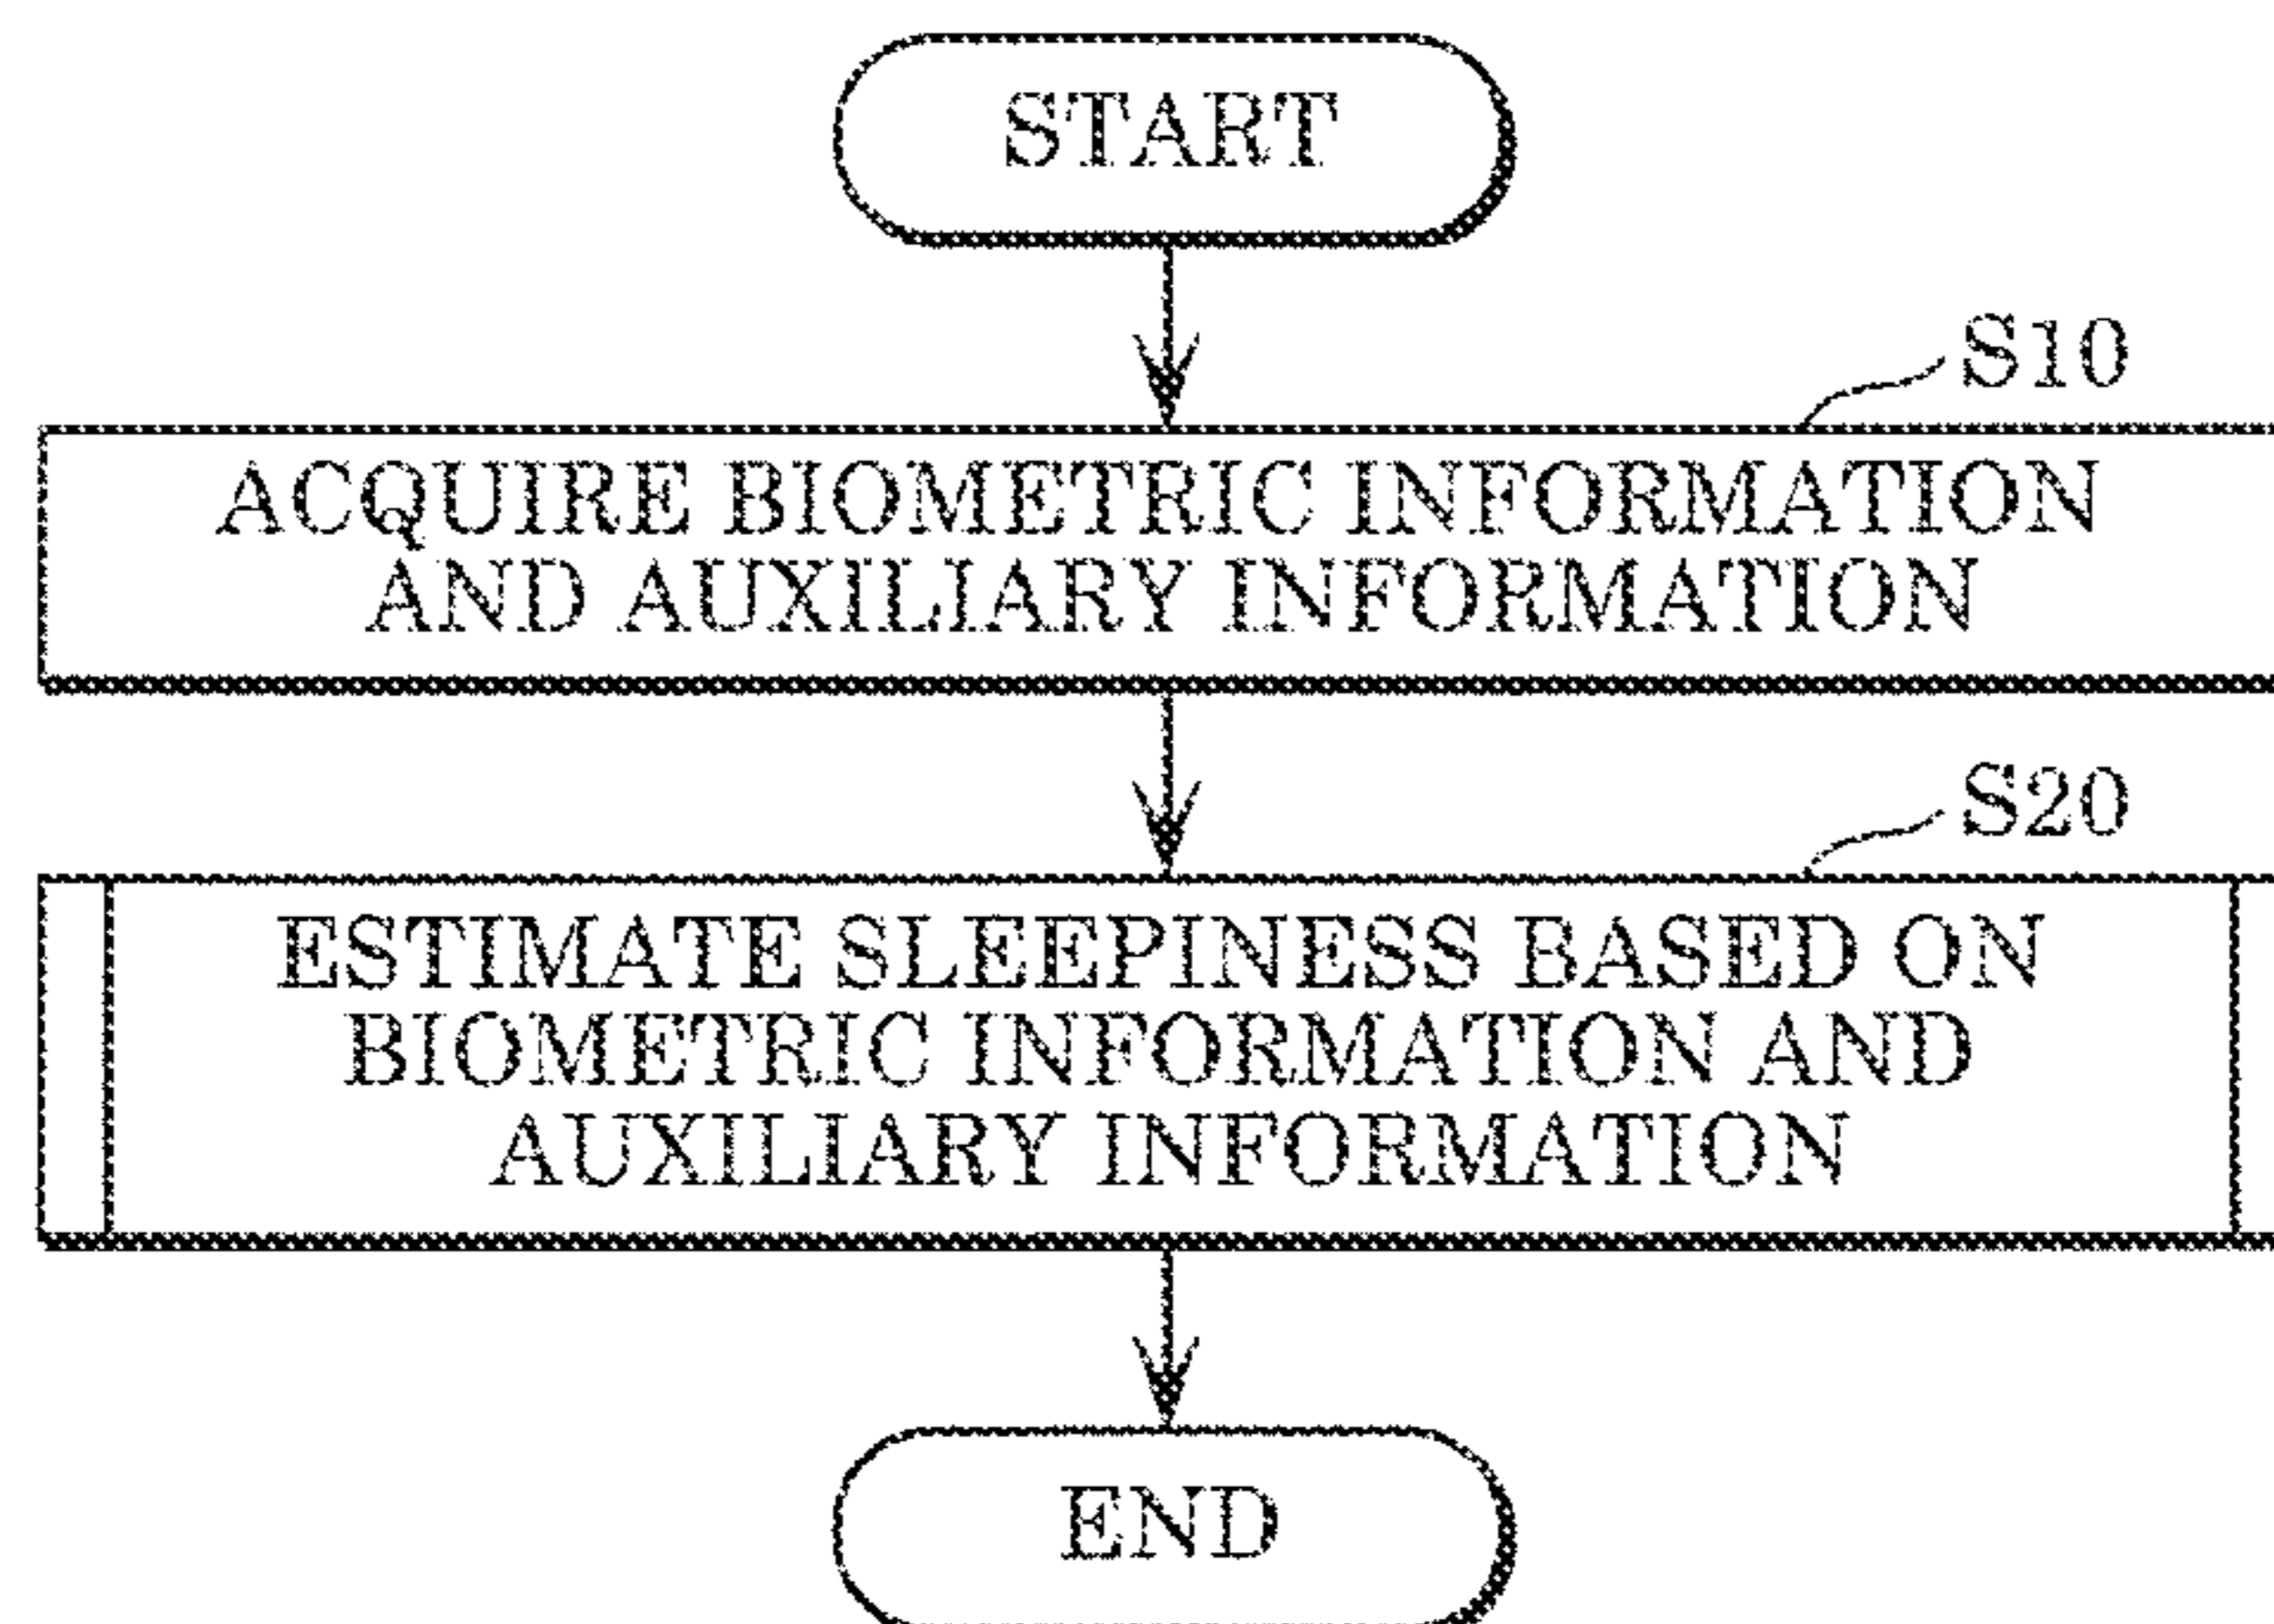 START
S10
ACQUIRE BIOMETRIC INFORMATION
AND AUXILIARY INFORMATION
S20
ESTIMATE SLEEPINESS BASED ON
BIOMETRIC INFORMATION AND
AUXILIARY INFORMATION
END